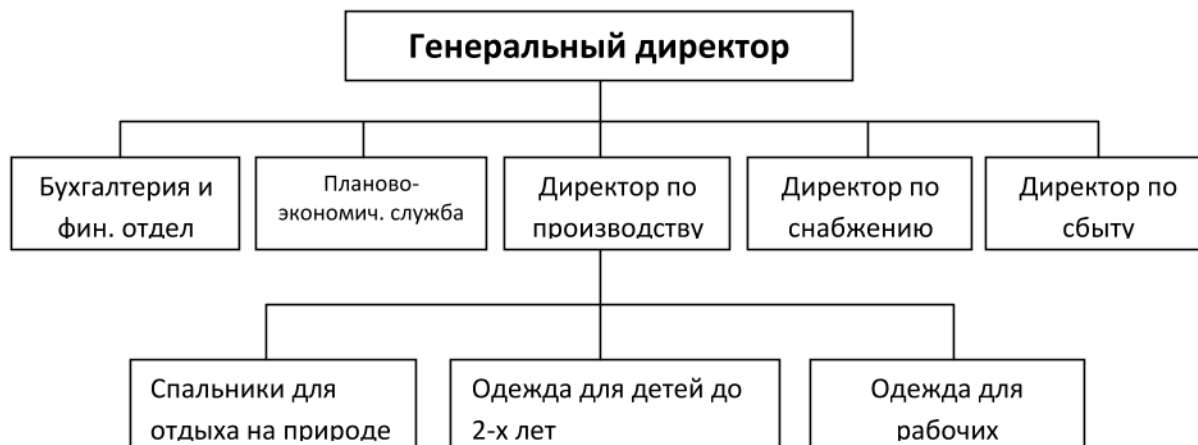 Генеральный директор
Бухгалтерия и
фин. отдел
Планово-
экономич. служба
Директор по
производству
Директор по
снабжению
Директор по
сбыту
Спальники для
отдыха на природе
Одежда для детей до
2-х лет
Одежда для
рабочих